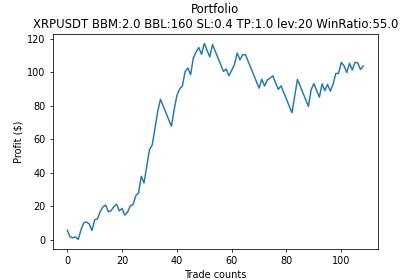 Portfolio
XRPUSDT BBM:2.0 BBL:160 SL:0.4 TP:1.0 lev:20 WinRatio:55.0
120
100
80
60
40
20
0
Profit ($)
0 20 40 60 80 100
Trade counts